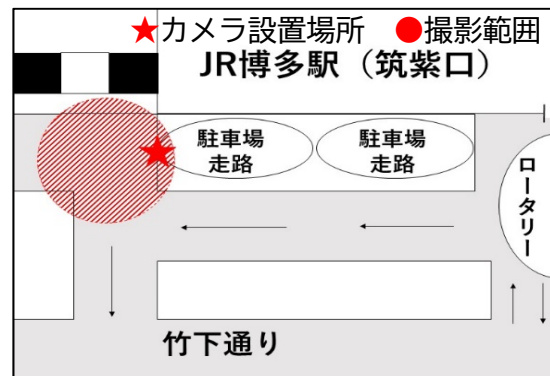 ★カメラ設置場所 ●撮影範囲
JR博多駅（筑紫口）
駐車場
走路
駐車場
走路
ロータリー
竹下通り